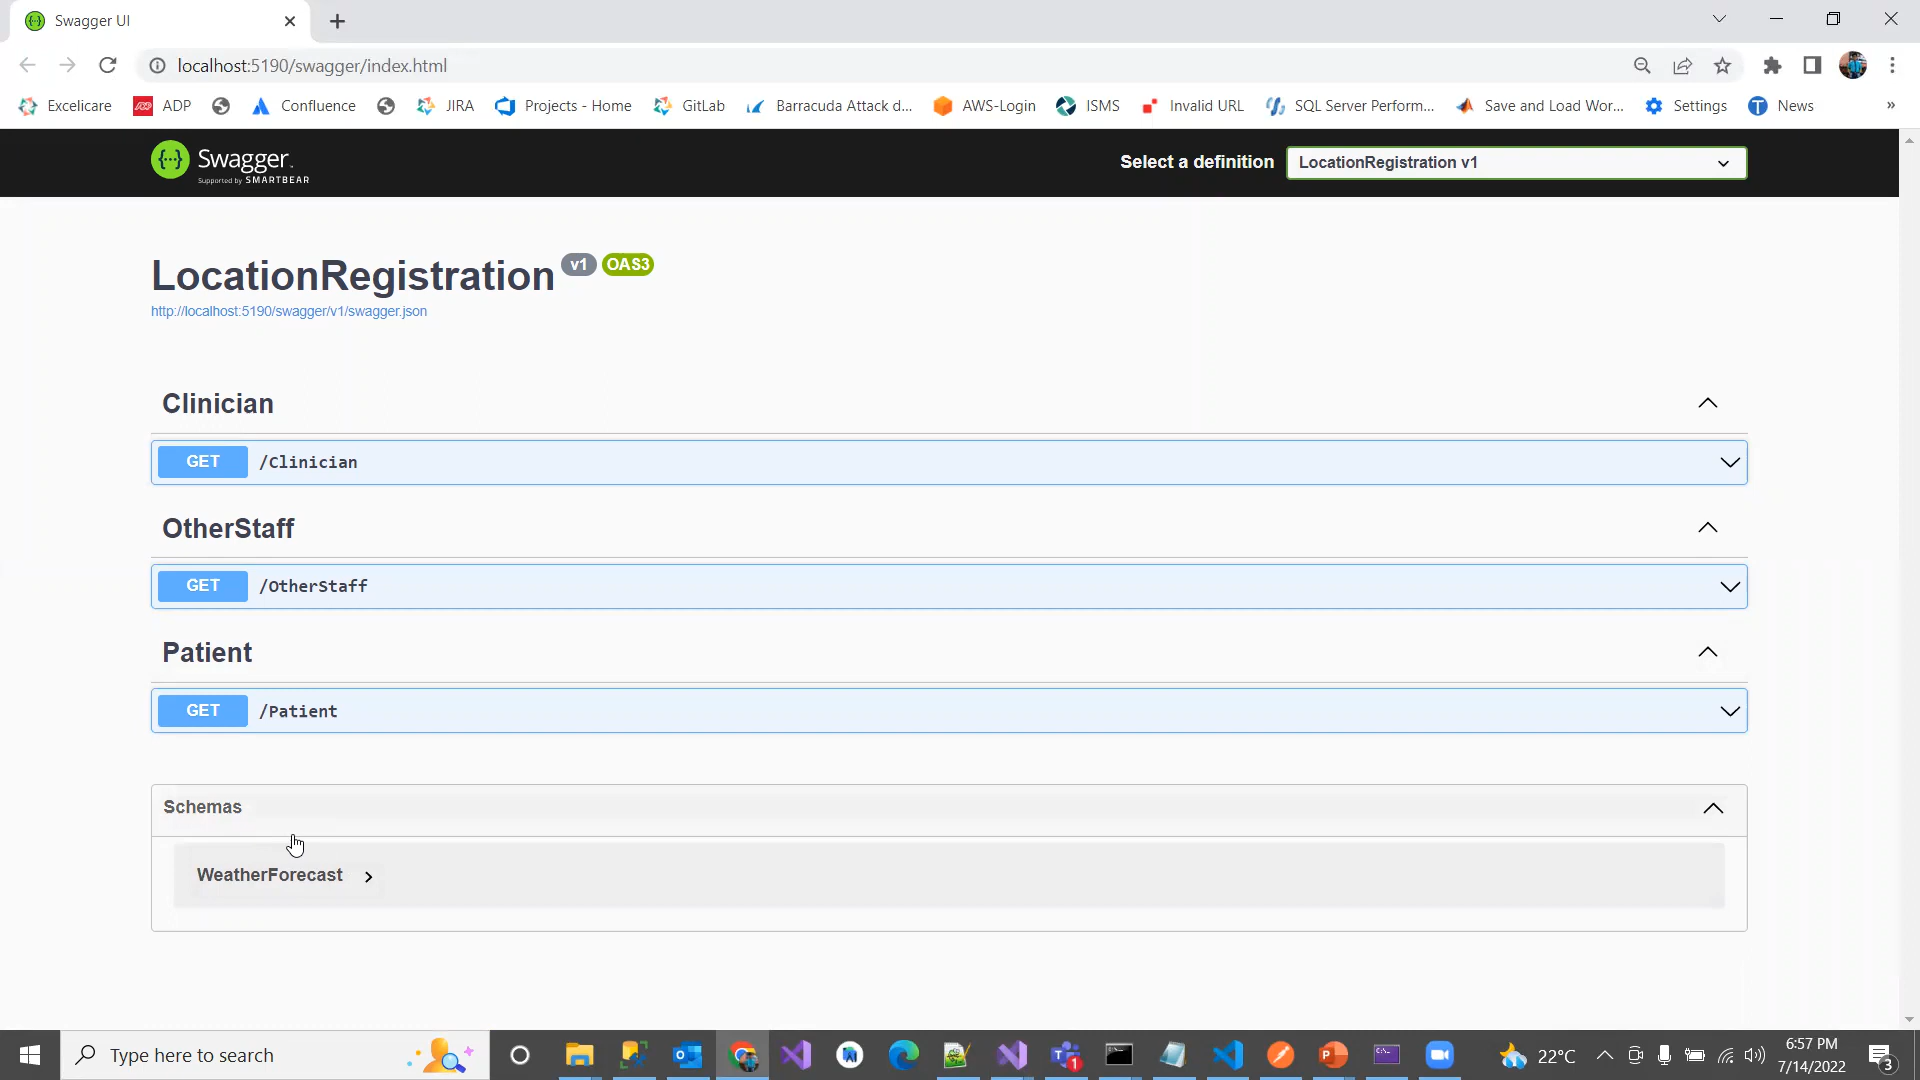 Swagger UI
localhost:5190/swagger/index.html
Excelicare ADP Confluence JIRA Projects - Home GitLab Barracuda Attack d... AWS-Login ISMS Invalid URL SQL Server Perform... Save and Load Wor... Settings News »
Swagger.
Supported by SMARTBEAR
Select a definition
LocationRegistration v1
LocationRegistration v1 OAS3
http://localhost:5190/swagger/v1/swagger.json
Clinician
GET /Clinician
OtherStaff
GET /OtherStaff
Patient
GET /Patient
Schemas
WeatherForecast
Type here to search
22°C
6:57 PM
7/14/2022
3